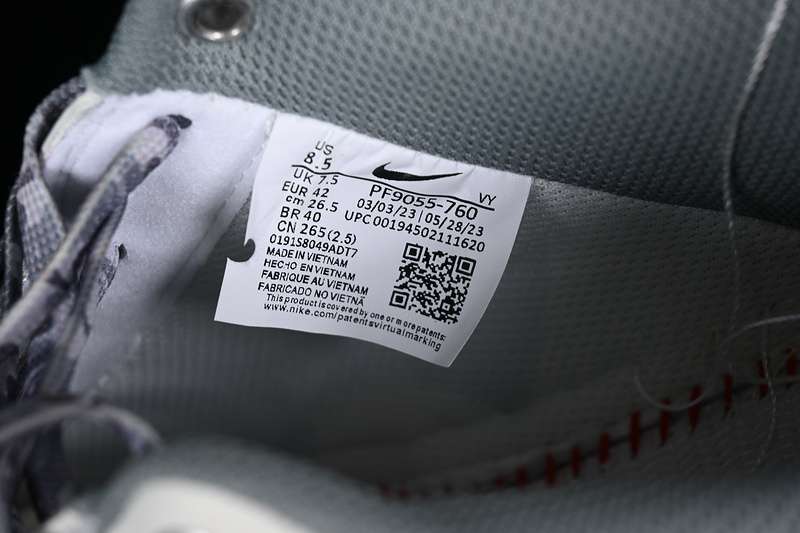 US
8.5
UK 7.5
EUR 42
cm 26.5
BR 40
CN 265 (2.5)
0191S8049ADT7
MADE IN VIETNAM
HECHO EN VIETNAM
FABRIQUE AU VIETNAM
FABRICADO NO VIETNÃ
This product is covered by one or more patents:
www.nike.com/patentsvirtualmarking
VY
PF9055-760
03/03/23 | 05/28/23
UPC 00194502111620